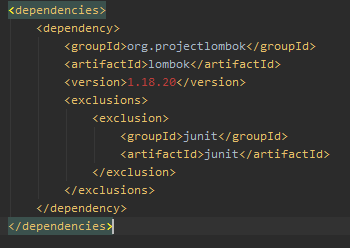 <dependencies>
<dependency>
<groupId>org.projectlombok</groupId>
<artifactId>lombok</artifactId>
<version>1.18.20</version>
<exclusions>
<exclusion>
<groupId>junit</groupId>
<artifactId>junit</artifactId>
</exclusion>
</exclusions>
</dependency>
</dependencies>